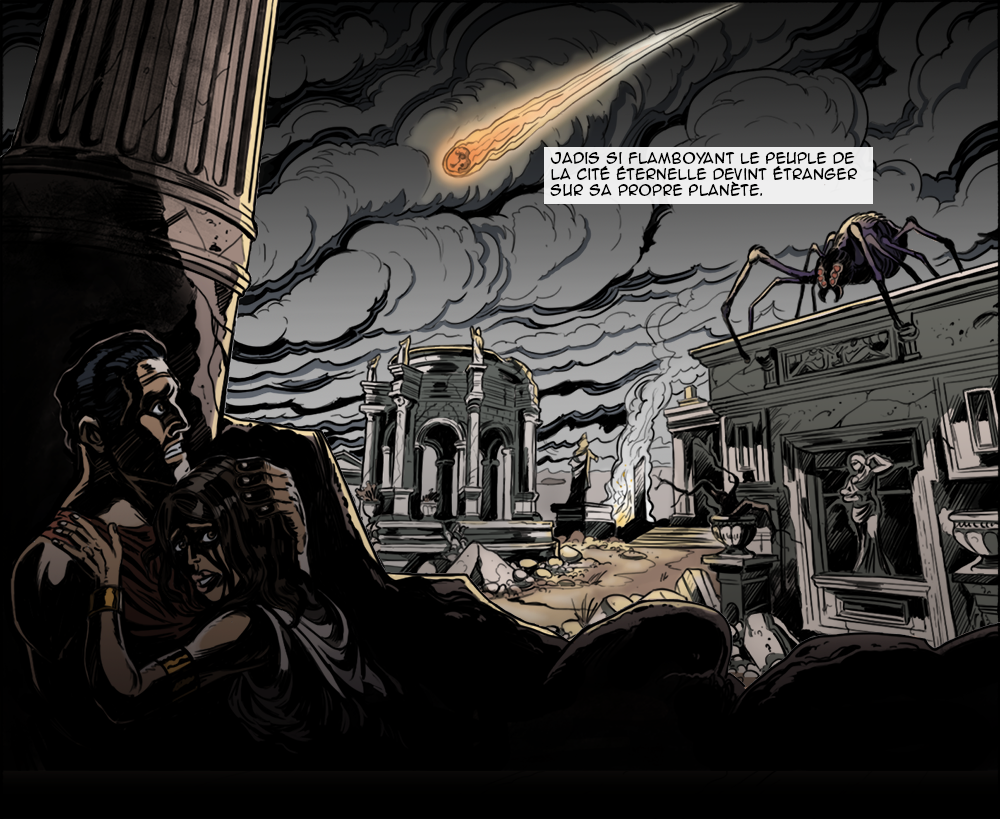 JADIS SI FLAMBOYANT LE PEUPLE DE
LA CITÉ ÉTERNELLE DEVINT ÉTRANGER
SUR SA PROPRE PLANÈTE.